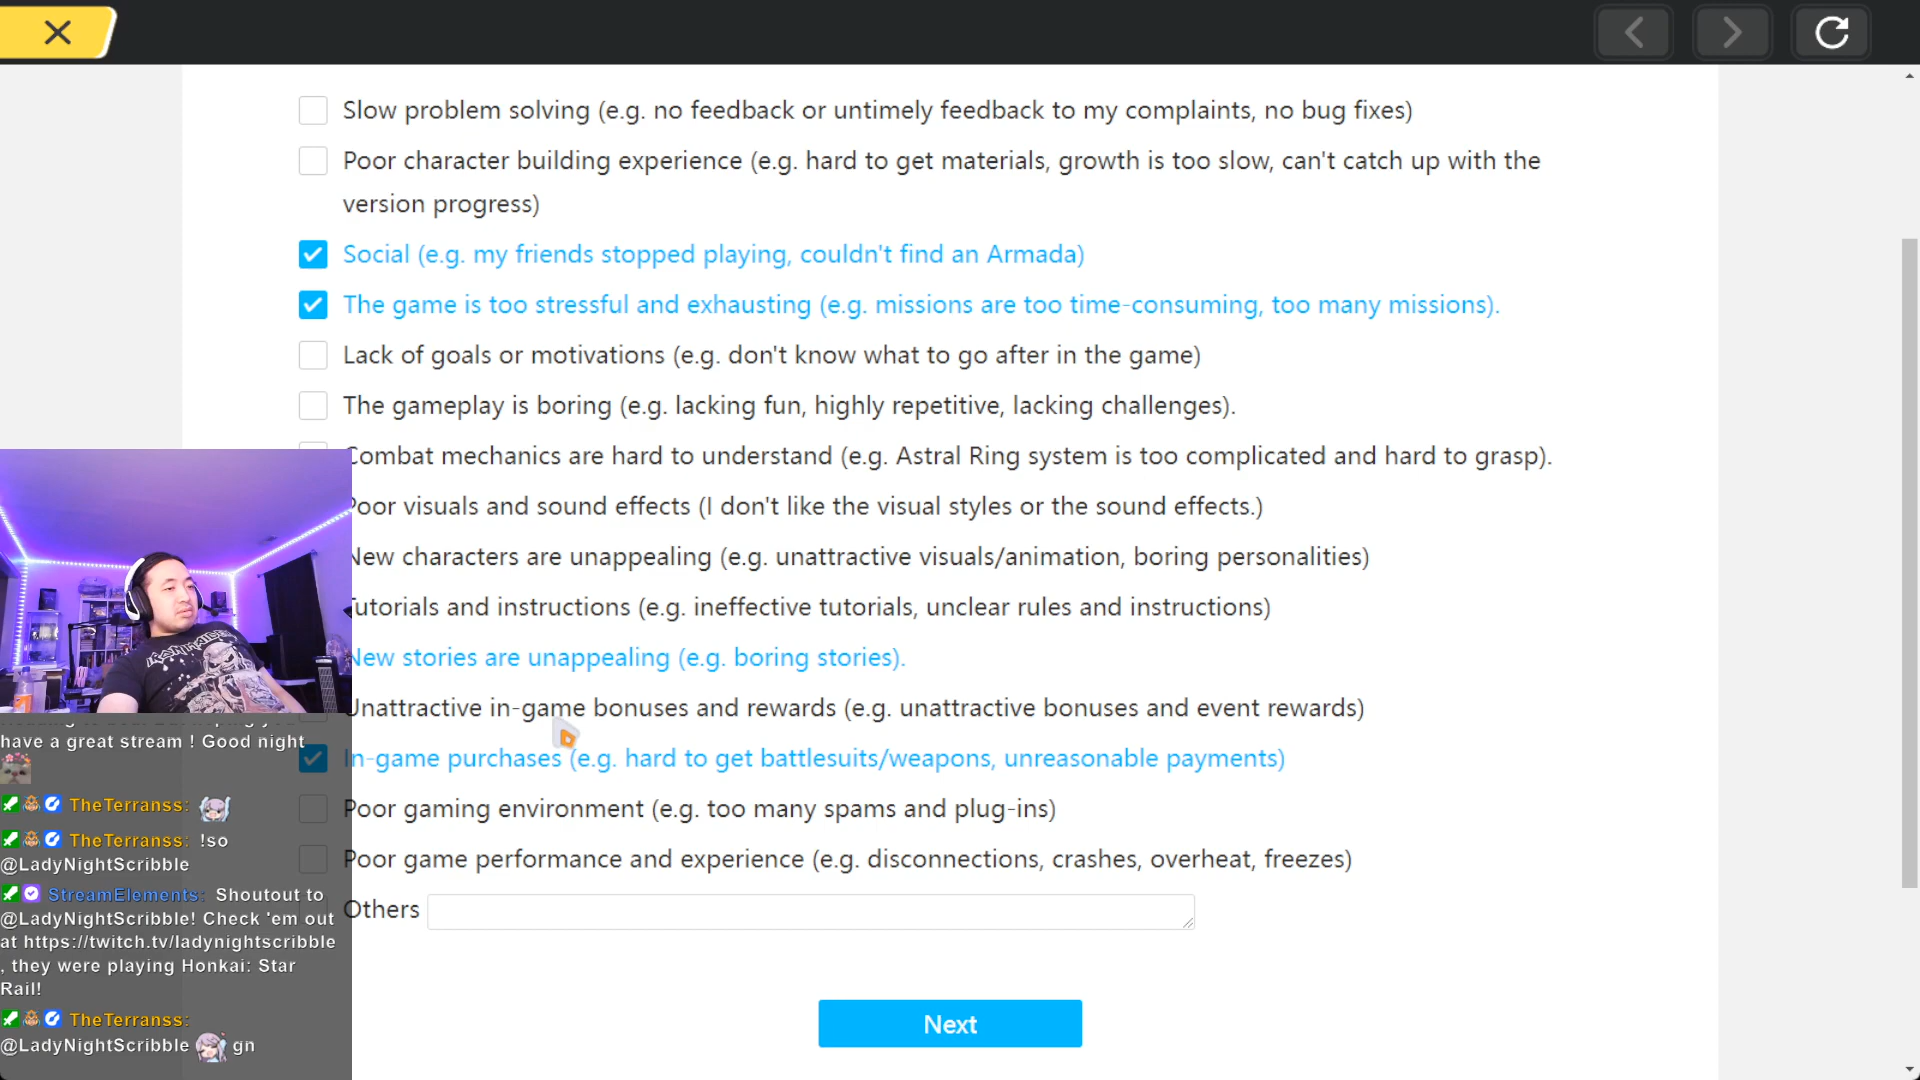 Slow problem solving (e.g. no feedback or untimely feedback to my complaints, no bug fixes)
Poor character building experience (e.g. hard to get materials, growth is too slow, can't catch up with the
version progress)
Social (e.g. my friends stopped playing, couldn't find an Armada)
The game is too stressful and exhausting (e.g. missions are too time-consuming, too many missions).
Lack of goals or motivations (e.g. don't know what to go after in the game)
The gameplay is boring (e.g. lacking fun, highly repetitive, lacking challenges).
Combat mechanics are hard to understand (e.g. Astral Ring system is too complicated and hard to grasp).
Poor visuals and sound effects (I don't like the visual styles or the sound effects.)
New characters are unappealing (e.g. unattractive visuals/animation, boring personalities)
Tutorials and instructions (e.g. ineffective tutorials, unclear rules and instructions)
New stories are unappealing (e.g. boring stories).
Unattractive in-game bonuses and rewards (e.g. unattractive bonuses and event rewards)
In-game purchases (e.g. hard to get battlesuits/weapons, unreasonable payments)
Poor gaming environment (e.g. too many spams and plug-ins)
Poor game performance and experience (e.g. disconnections, crashes, overheat, freezes)
Others
Next
IRON MAIDEN
have a great stream ! Good night
TheTerranss:
TheTerranss: !so
@LadyNightScribble
StreamElements: Shoutout to
@LadyNightScribble! Check 'em out
at https://twitch.tv/ladynightscribble
, they were playing Honkai: Star
Rail!
TheTerranss:
@LadyNightScribble gn